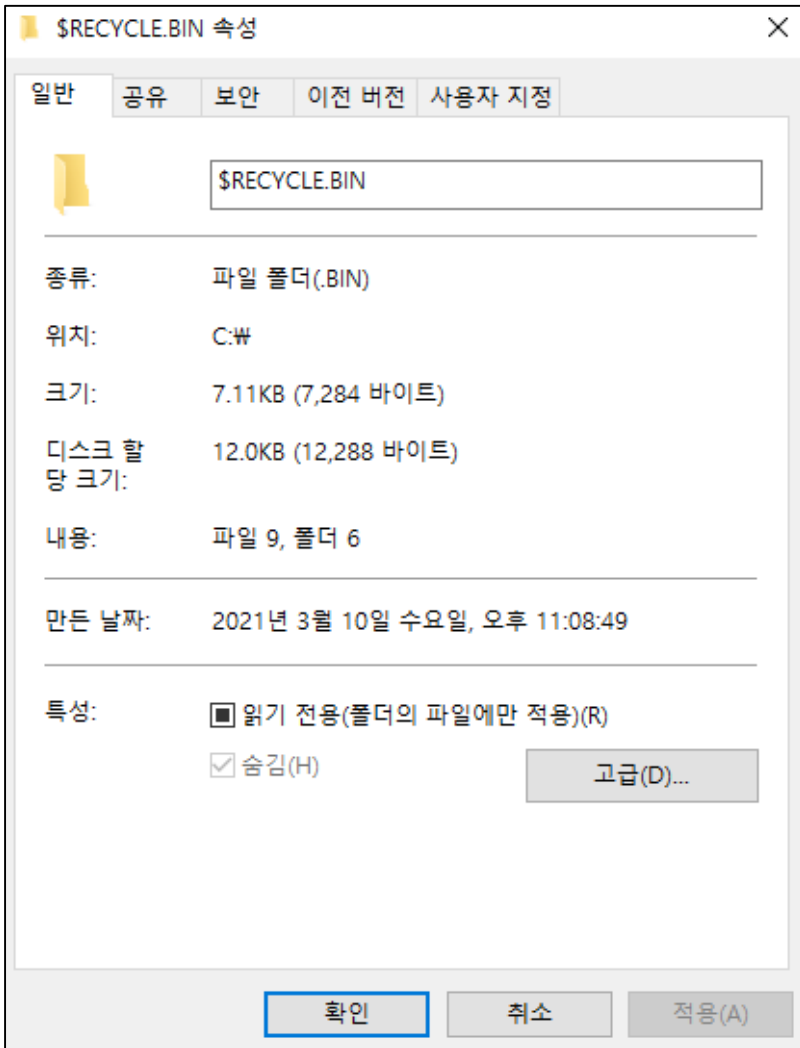 $RECYCLE.BIN 속성
일반 공유 보안 이전 버전 사용자 지정
$RECYCLE.BIN
종류: 파일 폴더(.BIN)
위치: C:₩
크기: 7.11KB (7,284 바이트)
디스크 할 12.0KB (12,288 바이트)
당 크기:
내용: 파일 9, 폴더 6
만든 날짜: 2021년 3월 10일 수요일, 오후 11:08:49
특성: 읽기 전용(폴더의 파일에만 적용)(R)
숨김(H) 고급(D)...
확인 취소 적용(A)